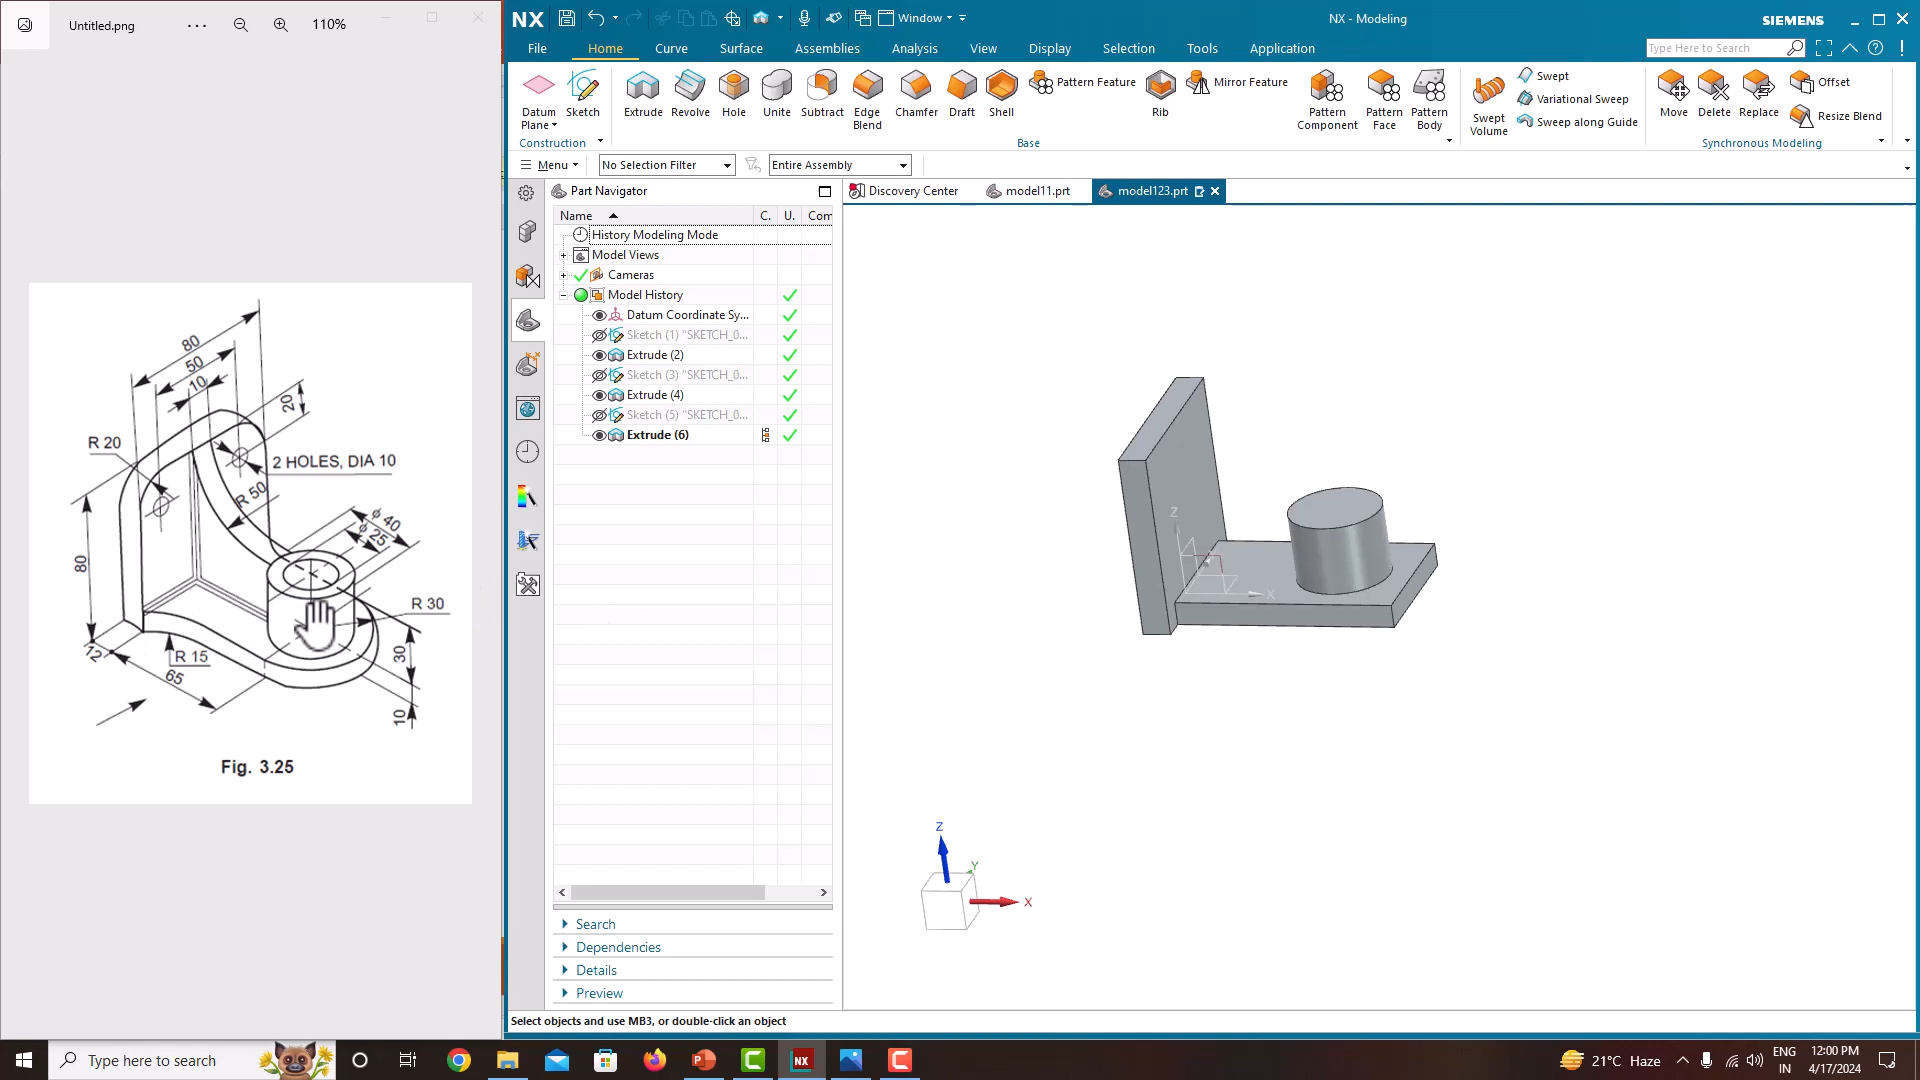 Untitled.png
110%
NX
Window
NX - Modeling
SIEMENS
File
Home
Curve
Surface
Assemblies
Analysis
View
Display
Selection
Tools
Application
Type Here to Search
Datum Plane
Sketch
Extrude
Revolve
Hole
Unite
Subtract
Edge Blend
Chamfer
Draft
Shell
Pattern Feature
Rib
Mirror Feature
Pattern Component
Pattern Face
Pattern Body
Swept Volume
Swept
Variational Sweep
Sweep along Guide
Move
Delete
Replace
Offset
Resize Blend
Construction
Base
Synchronous Modeling
Menu
No Selection Filter
Entire Assembly
Part Navigator
Discovery Center
model11.prt
model123.prt
Name
C.
U.
Com
History Modeling Mode
Model Views
Cameras
Model History
Datum Coordinate Sy...
Sketch (1) "SKETCH_0...
Extrude (2)
Sketch (3) "SKETCH_0...
Extrude (4)
Sketch (5) "SKETCH_0...
Extrude (6)
Search
Dependencies
Details
Preview
80
50
10
20
R 20
2 HOLES, DIA 10
R 50
ϕ 40
ϕ 25
80
R 30
12
R 15
65
30
10
Fig. 3.25
Z
X
Z
Y
X
Select objects and use MB3, or double-click an object
Type here to search
21°C Haze
ENG
IN
12:00 PM
4/17/2024